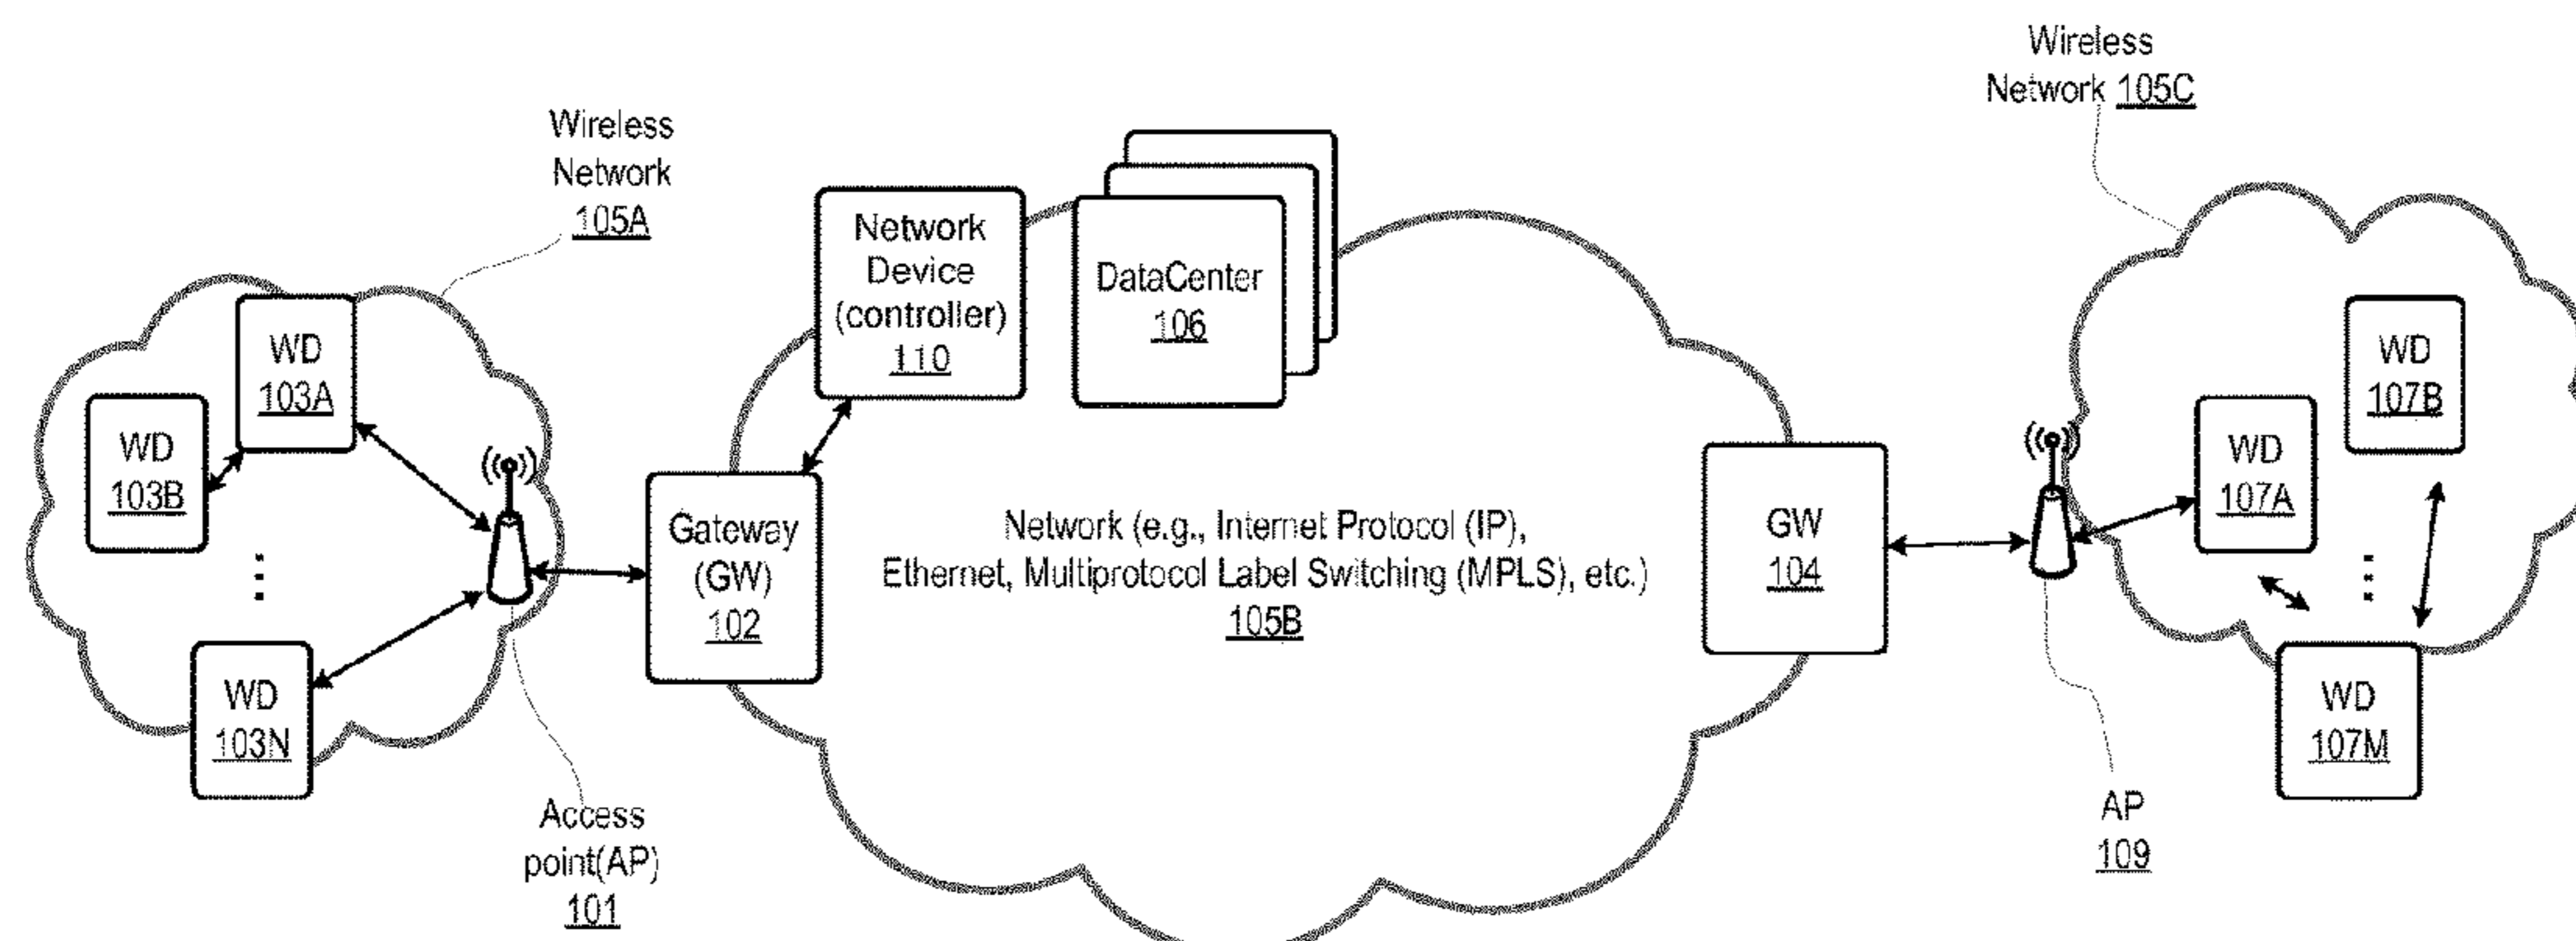 Wireless
Network
105A
WD
103A
WD
103B
⋮
WD
103N
Access
point(AP)
101
Gateway
(GW)
102
Network
Device
(controller)
110
DataCenter
106
Network (e.g., Internet Protocol (IP),
Ethernet, Multiprotocol Label Switching (MPLS), etc.)
105B
GW
104
Wireless
Network 105C
WD
107B
WD
107A
⋮
WD
107M
AP
109